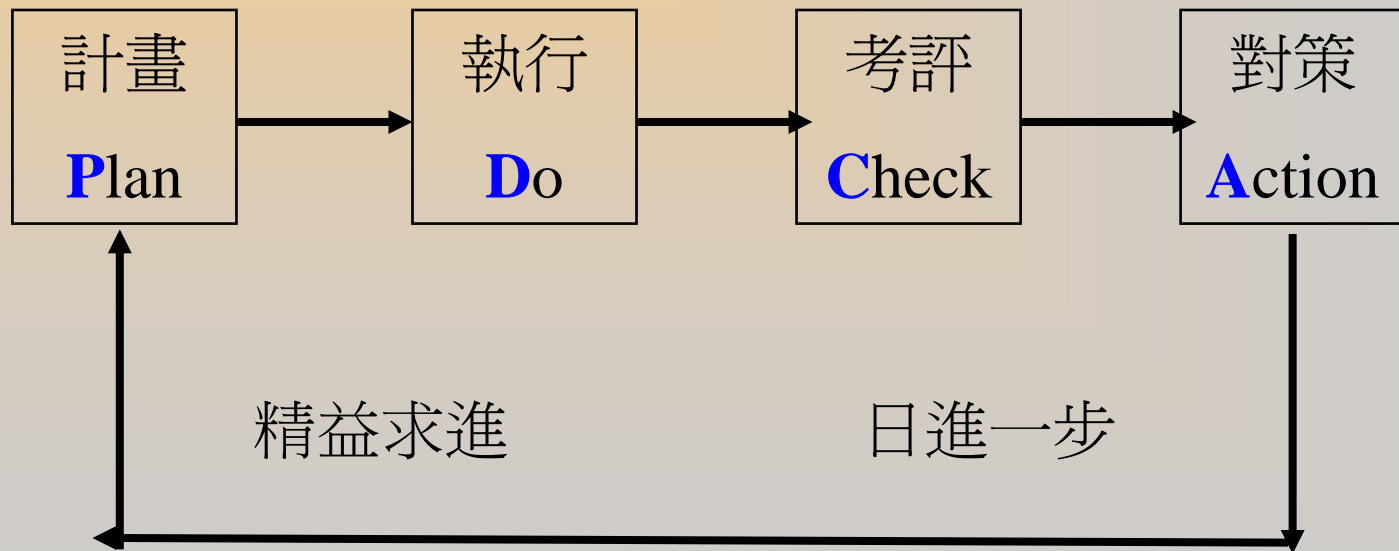 計畫
Plan
執行
Do
考評
Check
對策
Action
精益求進
日進一步